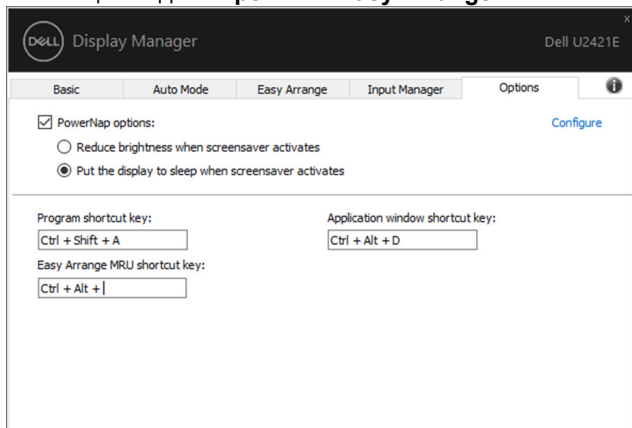 DELL Display Manager
Dell U2421E
x
Basic Auto Mode Easy Arrange Input Manager Options
PowerNap options:
Configure
Reduce brightness when screensaver activates
Put the display to sleep when screensaver activates
Program shortcut key:
Application window shortcut key:
Ctrl + Shift + A
Ctrl + Alt + D
Easy Arrange MRU shortcut key:
Ctrl + Alt +